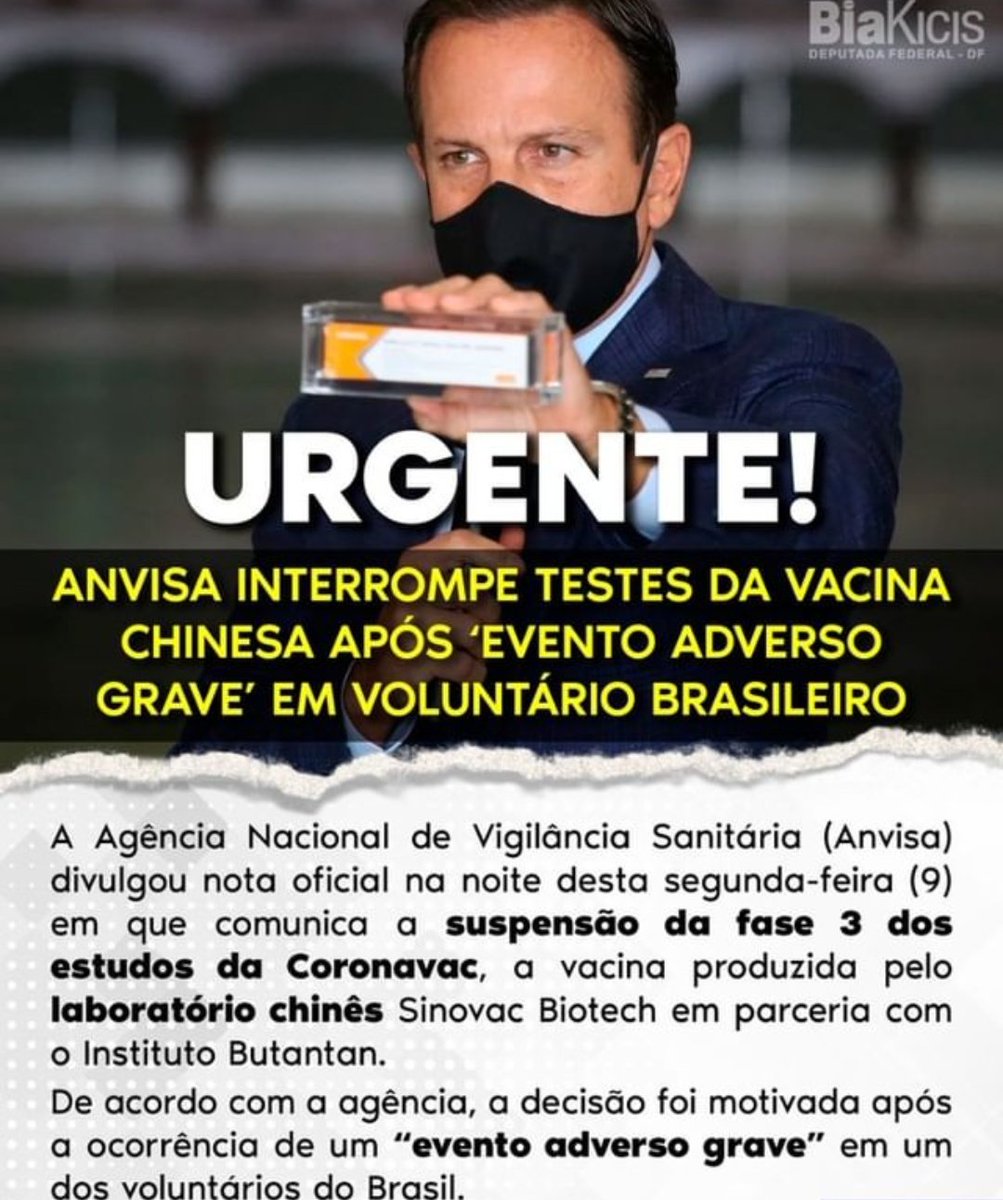 BiaKicis
DEPUTADA FEDERAL - DF
URGENTE!
ANVISA INTERROMPE TESTES DA VACINA
CHINESA APÓS ‘EVENTO ADVERSO
GRAVE’ EM VOLUNTÁRIO BRASILEIRO
A Agência Nacional de Vigilância Sanitária (Anvisa)
divulgou nota oficial na noite desta segunda-feira (9)
em que comunica a suspensão da fase 3 dos
estudos da Coronavac, a vacina produzida pelo
laboratório chinês Sinovac Biotech em parceria com
o Instituto Butantan.
De acordo com a agência, a decisão foi motivada após
a ocorrência de um “evento adverso grave” em um
dos voluntários do Brasil.